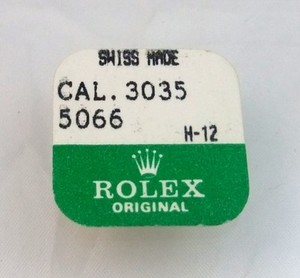 SWISS MADE
CAL. 3035
5066
H-12
ROLEX
ORIGINAL